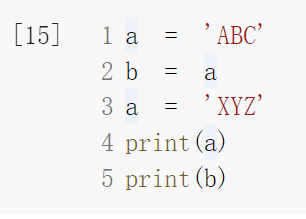 [15] 1 a = 'ABC'
2 b = a
3 a = 'XYZ'
4 print(a)
5 print(b)